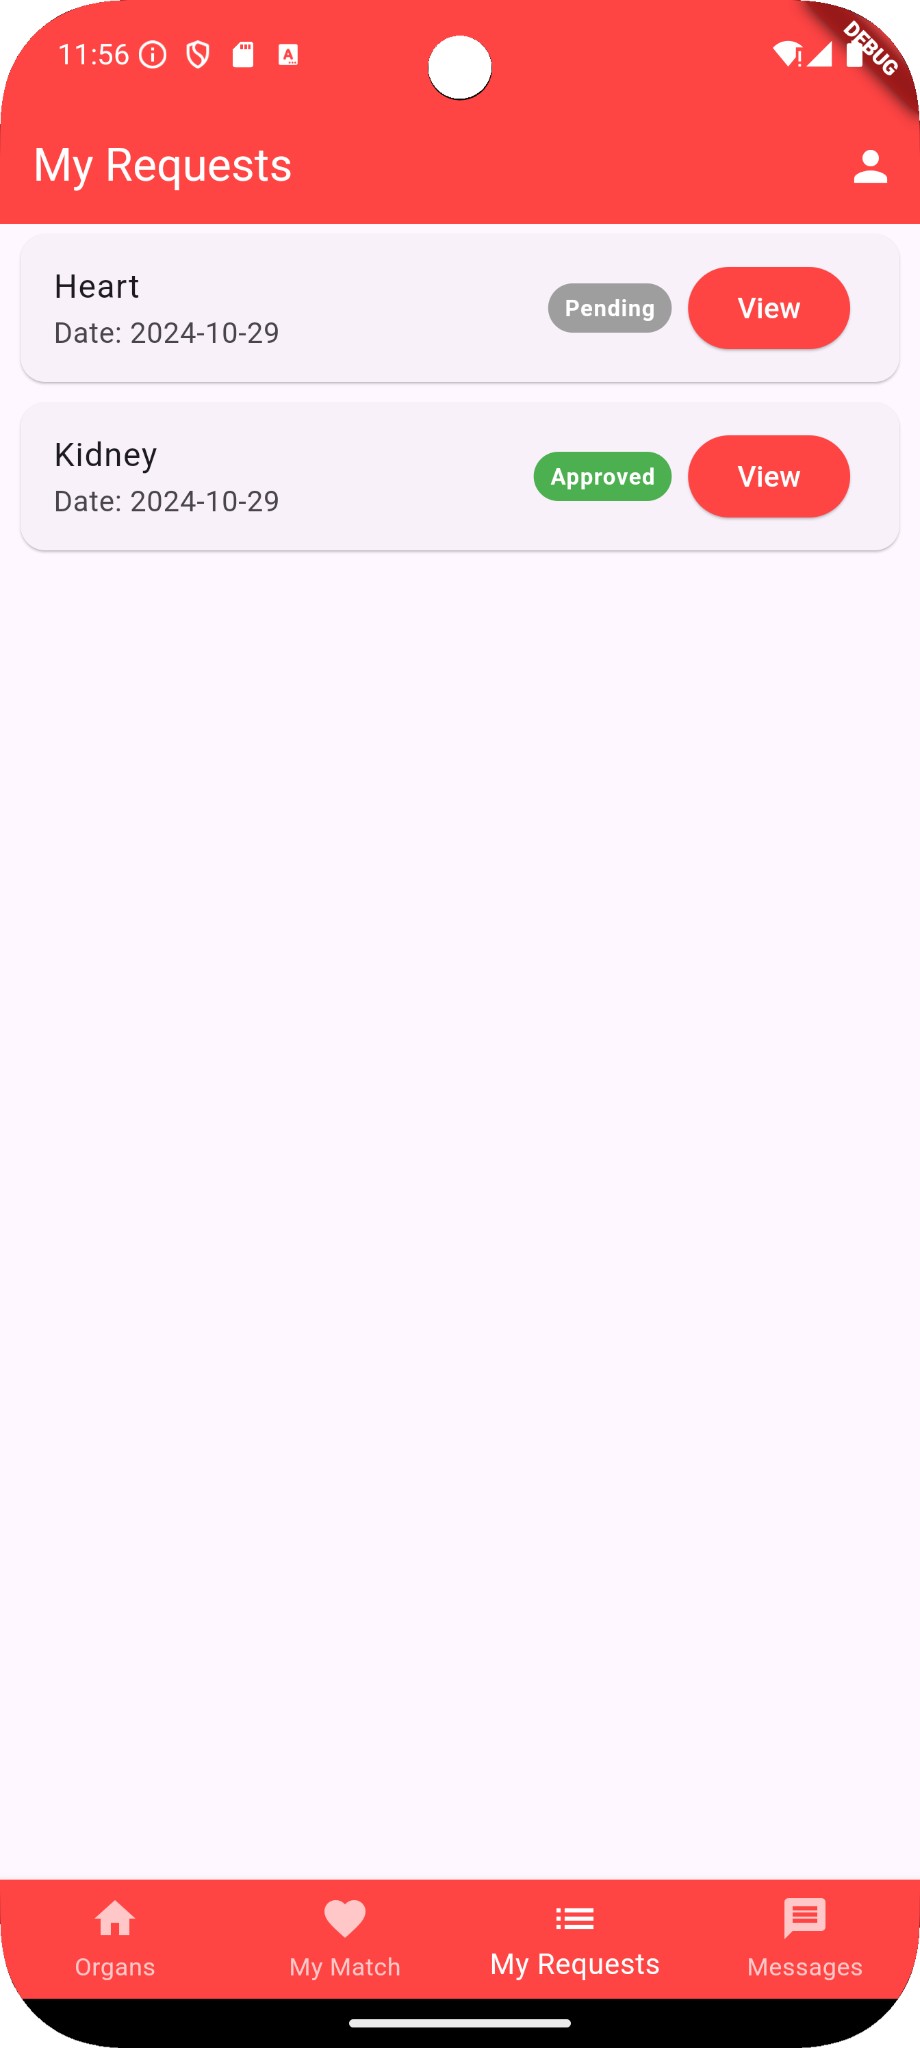 11:56
DEBUG
My Requests
Heart
Date: 2024-10-29
Pending
View
Kidney
Date: 2024-10-29
Approved
View
Organs
My Match
My Requests
Messages